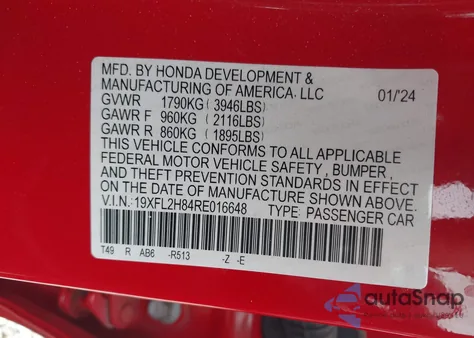 MFD. BY HONDA DEVELOPMENT &
MANUFACTURING OF AMERICA, LLC 01/'24
GVWR 1790KG (3946LBS)
GAWR F 960KG (2116LBS)
GAWR R 860KG (1895LBS)
THIS VEHICLE CONFORMS TO ALL APPLICABLE
FEDERAL MOTOR VEHICLE SAFETY, BUMPER,
AND THEFT PREVENTION STANDARDS IN EFFECT
ON THE DATE OF MANUFACTURE SHOWN ABOVE.
V.I.N.: 19XFL2H84RE016648 TYPE: PASSENGER CAR
T49 R AB6 -R513 -Z -E
autoSnap